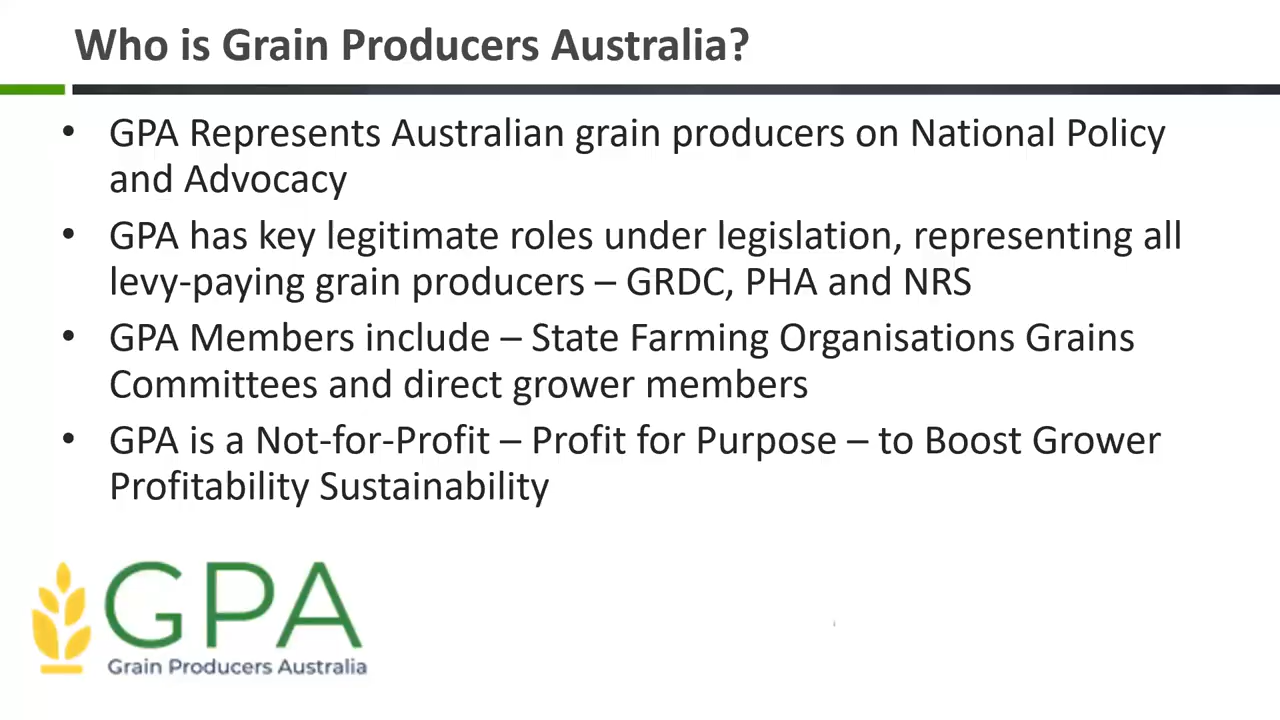 Who is Grain Producers Australia?
• GPA Represents Australian grain producers on National Policy
and Advocacy
• GPA has key legitimate roles under legislation, representing all
levy-paying grain producers – GRDC, PHA and NRS
• GPA Members include – State Farming Organisations Grains
Committees and direct grower members
• GPA is a Not-for-Profit – Profit for Purpose – to Boost Grower
Profitability Sustainability
GPA
Grain Producers Australia